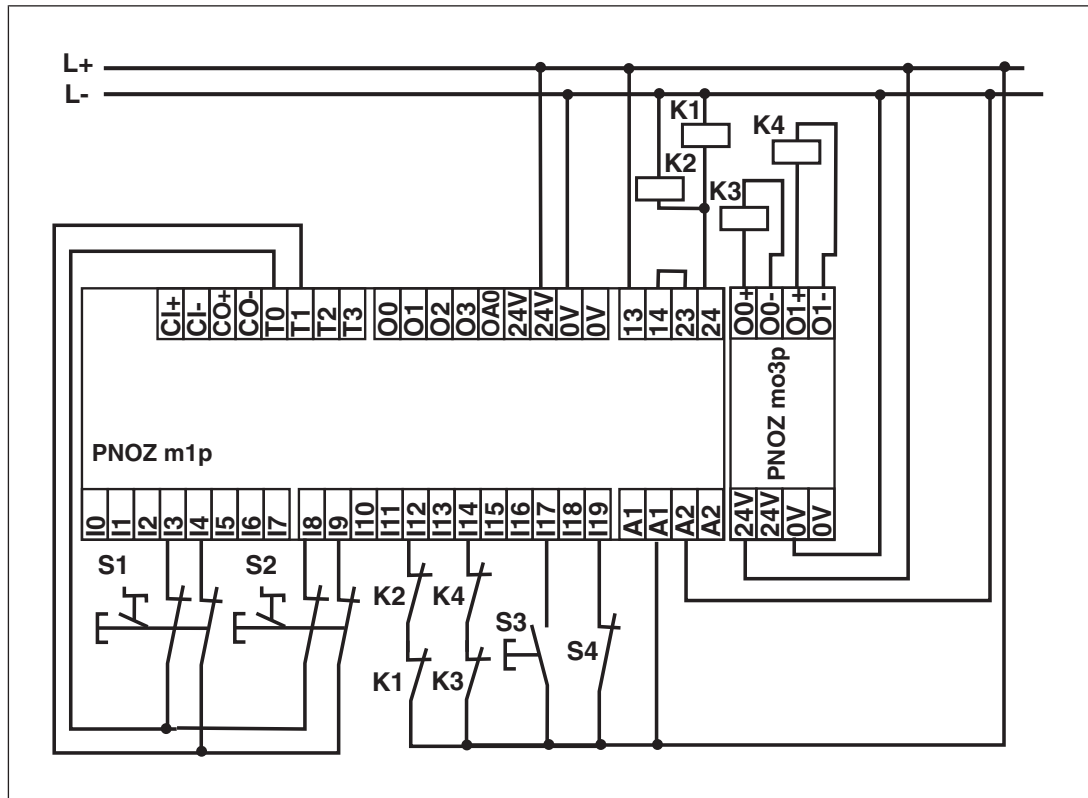 L+
L-
K1
K4
K2
K3
CI+ CI- CO+ CO- T0 T1 T2 T3 O0 O1 O2 O3 OA0 24V 24V 0V 0V 13 14 23 24 O0+ O0- O1+ O1-
PNOZ m1p
PNOZ mo3p
I0 I1 I2 I3 I4 I5 I6 I7 I8 I9 I10 I11 I12 I13 I14 I15 I16 I17 I18 I19 A1 A1 A2 A2 24V 24V 0V 0V
S1 S2
K2 K4
S3
S4
K1 K3